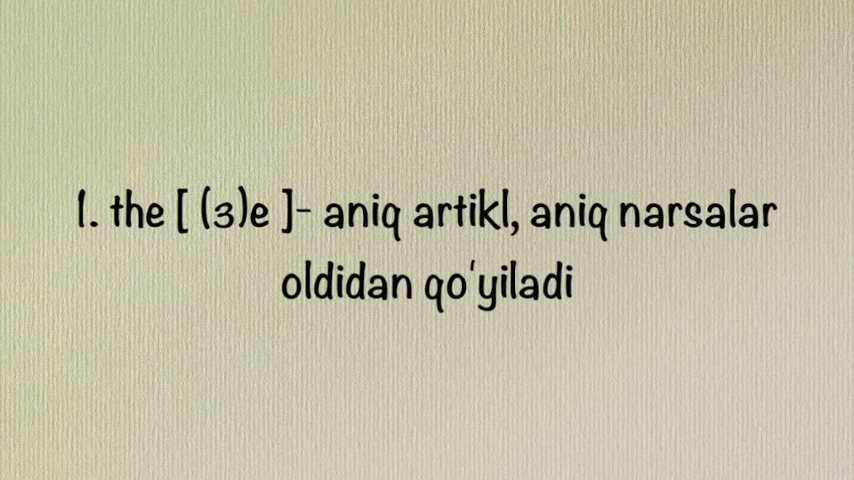 1. the [ (з)е ]- aniq artikl, aniq narsalar
oldidan qo'yiladi